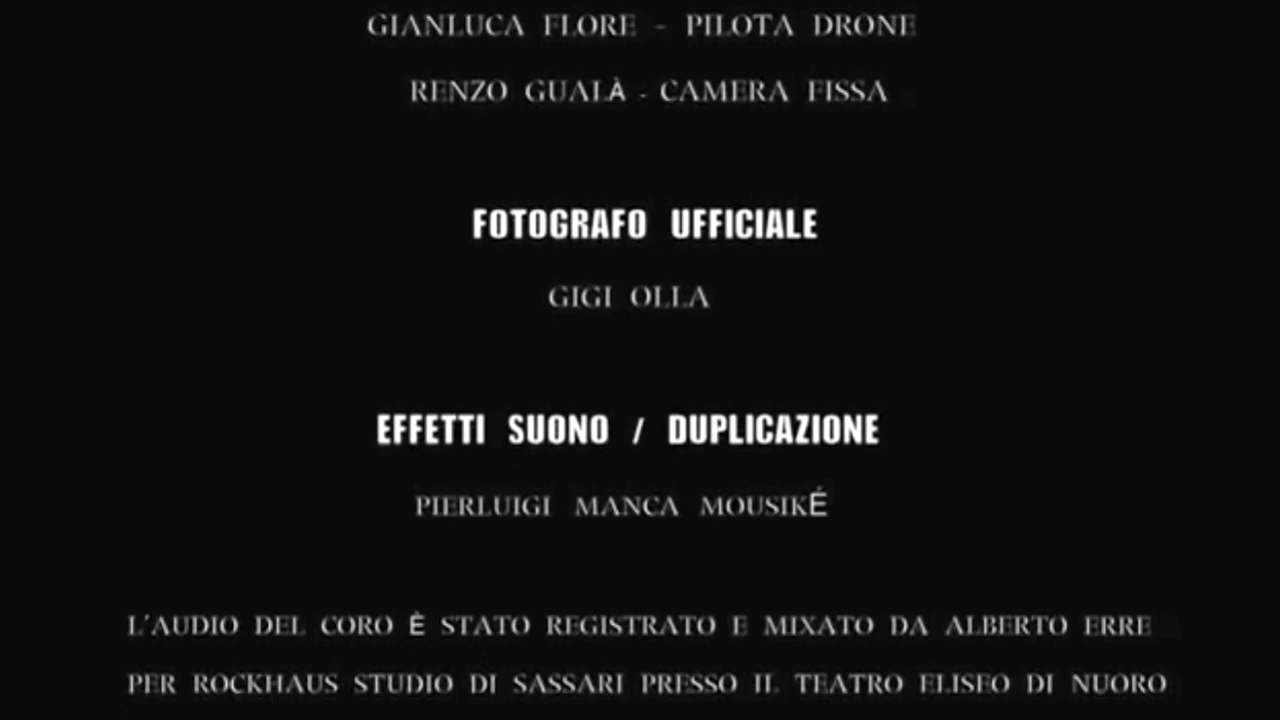 GIANLUCA FLORE - PILOTA DRONE
RENZO GUALÀ - CAMERA FISSA
FOTOGRAFO UFFICIALE
GIGI OLLA
EFFETTI SUONO / DUPLICAZIONE
PIERLUIGI MANCA MOUSIKÉ
L'AUDIO DEL CORO È STATO REGISTRATO E MIXATO DA ALBERTO ERRE
PER ROCKHAUS STUDIO DI SASSARI PRESSO IL TEATRO ELISEO DI NUORO